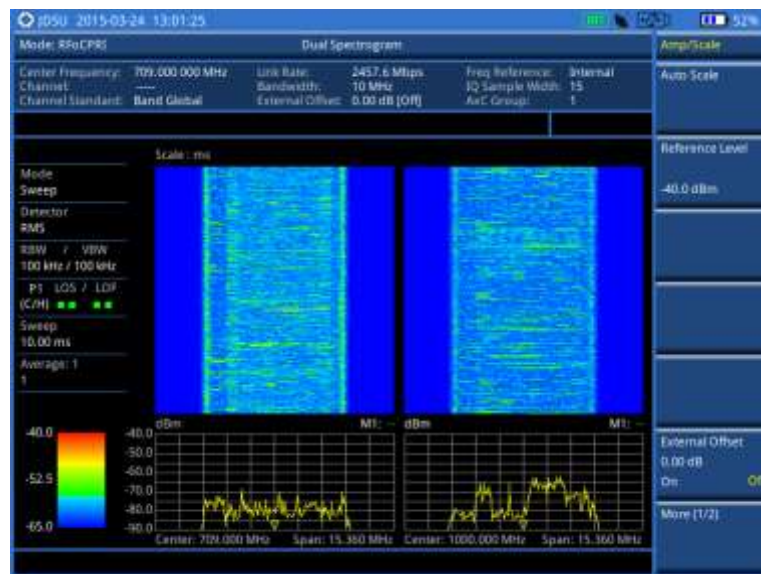 JDSU 2015-03-24 13:01:25
52%
Mode: RFoCPRI
Dual Spectrogram
Amp/Scale
Center Frequency: 709.000 000 MHz
Link Rate: 2457.6 Mbps
Freq Reference: Internal
Channel: ----
Bandwidth: 10 MHz
IQ Sample Width: 15
Channel Standard: Band Global
External Offset: 0.00 dB [Off]
AxC Group: 1
Auto Scale
Scale : ms
Reference Level
-40.0 dBm
Mode
Sweep
Detector
RMS
RBW / VBW
100 kHz / 100 kHz
P1 LOS / LOF
(C/H)
Sweep
10.00 ms
Average: 1
1
-40.0
-52.5
-65.0
dBm
M1: --
dBm
M1: --
-40.0
-50.0
-60.0
-70.0
-80.0
-90.0
Center: 709.000 MHz Span: 15.360 MHz
Center: 1000.000 MHz Span: 15.360 MHz
External Offset
0.00 dB
On Off
More (1/2)